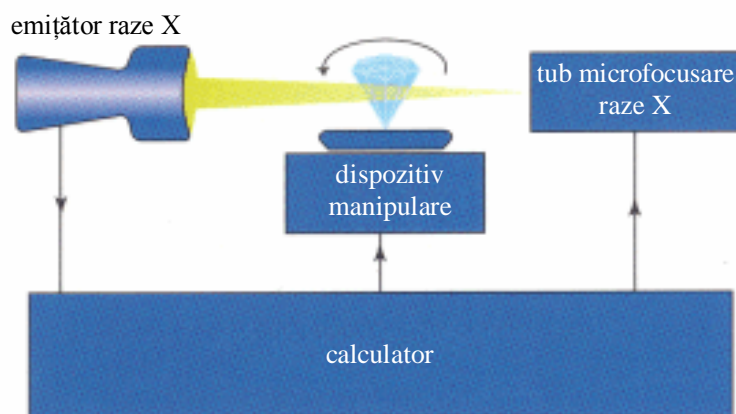 emițător raze X
tub microfocusare
raze X
dispozitiv
manipulare
calculator